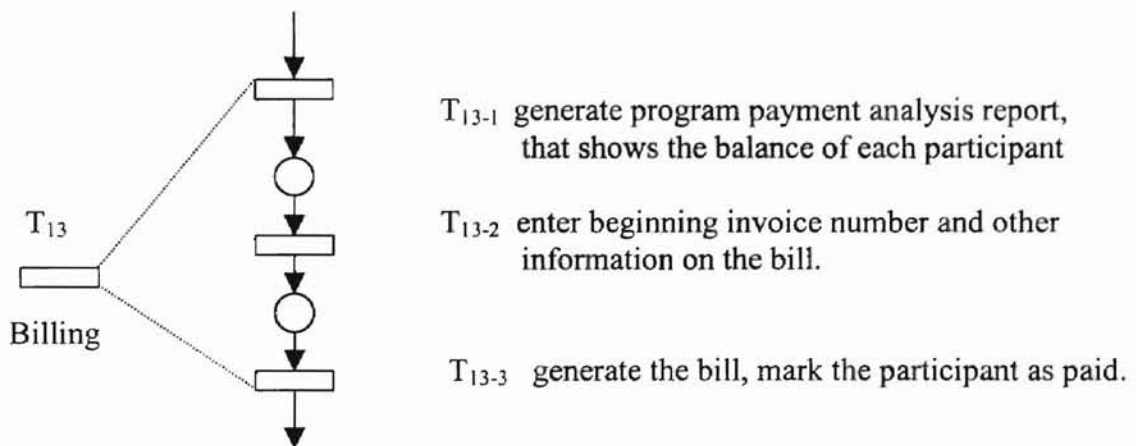 T13-1 generate program payment analysis report,
that shows the balance of each participant
T13
T13-2 enter beginning invoice number and other
information on the bill.
Billing
T13-3 generate the bill, mark the participant as paid.